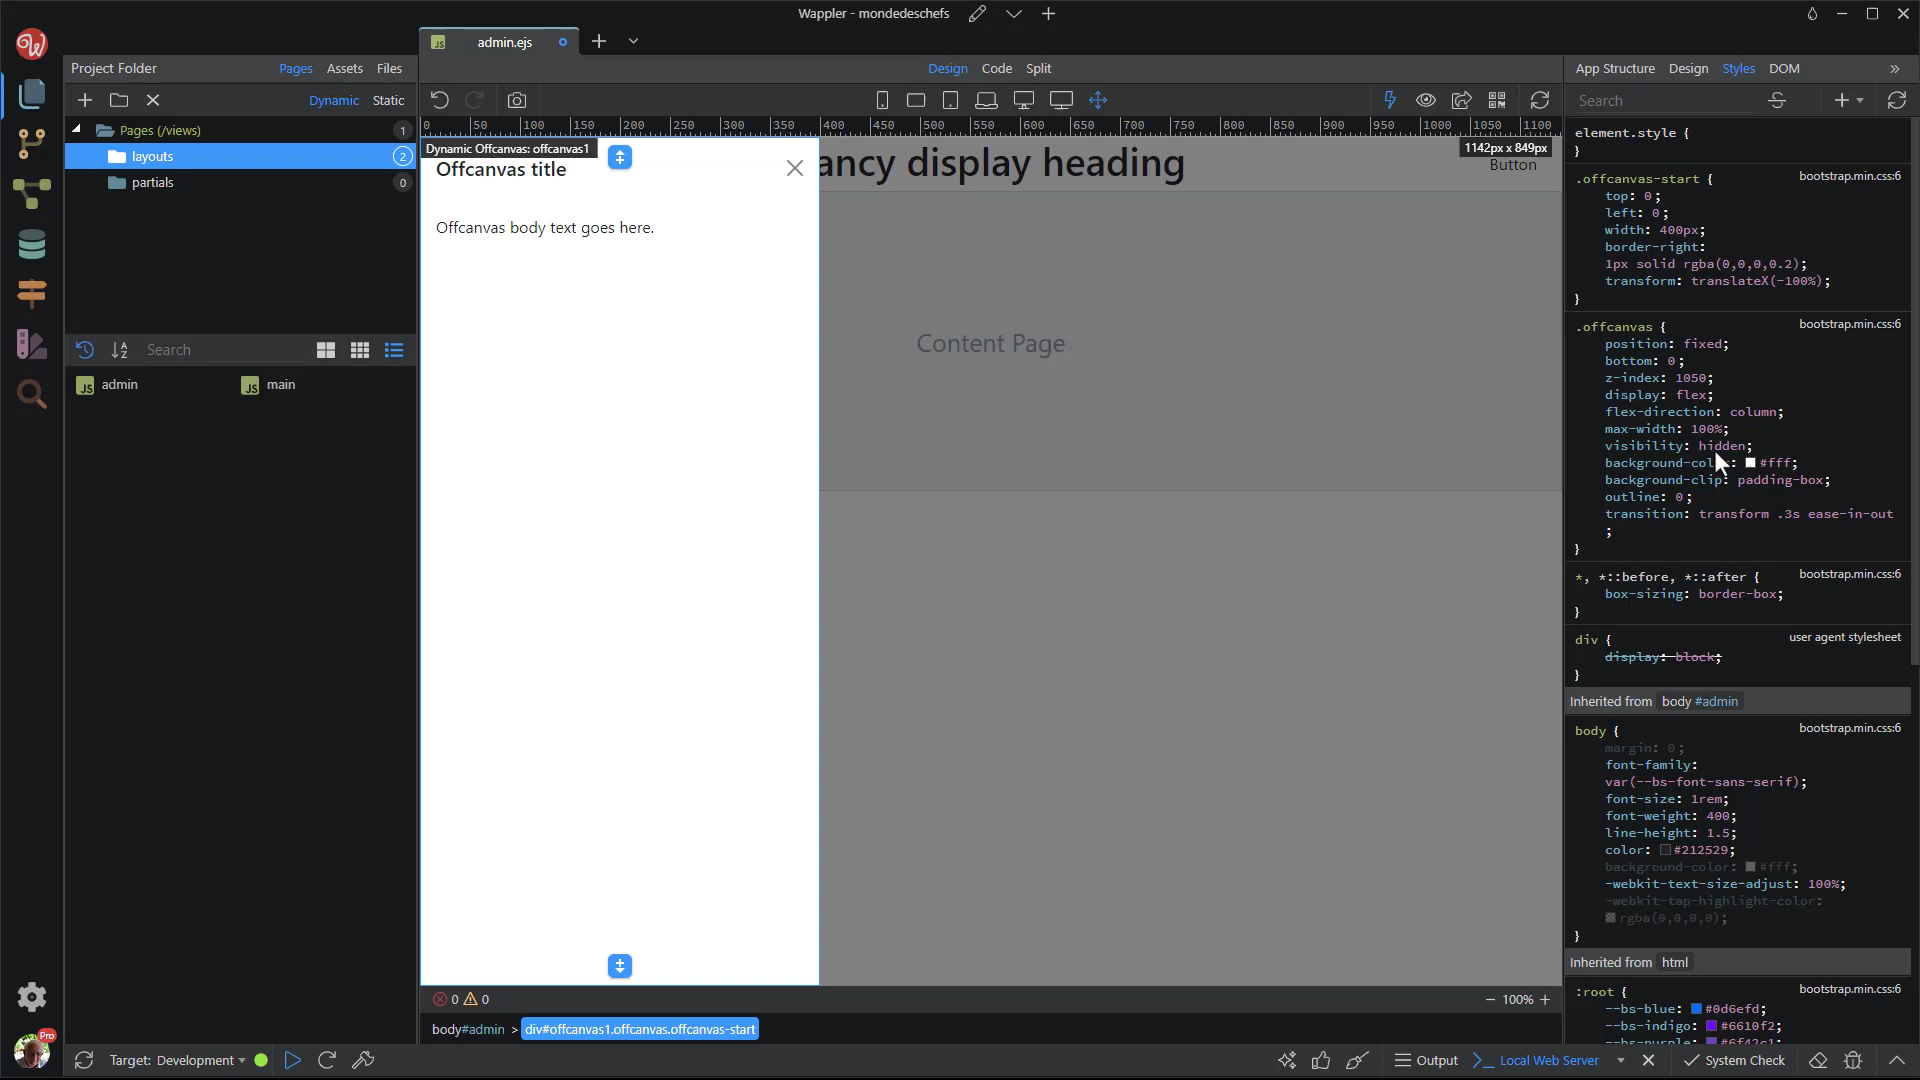 Wappler - mondedeschefs
admin.ejs
Project Folder
Pages
Assets
Files
Design
Code
Split
App Structure
Design
Styles
DOM
Dynamic
Static
Search
Pages (/views)
1
layouts
2
partials
0
Search
admin
main
0 50 100 150 200 250 300 350 400 450 500 550 600 650 700 750 800 850 900 950 1000 1050 1100
Dynamic Offcanvas: offcanvas1
1142px x 849px
Offcanvas title
ancy display heading
Button
Offcanvas body text goes here.
Content Page
element.style {
}
.offcanvas-start {
bootstrap.min.css:6
top: 0;
left: 0;
width: 400px;
border-right:
1px solid rgba(0,0,0,0.2);
transform: translateX(-100%);
}
.offcanvas {
bootstrap.min.css:6
position: fixed;
bottom: 0;
z-index: 1050;
display: flex;
flex-direction: column;
max-width: 100%;
visibility: hidden;
background-col : #fff;
background-clip: padding-box;
outline: 0;
transition: transform .3s ease-in-out
;
}
*, *::before, *::after {
bootstrap.min.css:6
box-sizing: border-box;
}
div {
user agent stylesheet
display: block;
}
Inherited from body #admin
body {
bootstrap.min.css:6
margin: 0;
font-family:
var(--bs-font-sans-serif);
font-size: 1rem;
font-weight: 400;
line-height: 1.5;
color: #212529;
background-color: #fff;
-webkit-text-size-adjust: 100%;
-webkit-tap-highlight-color:
rgba(0,0,0,0);
}
Inherited from html
:root {
bootstrap.min.css:6
--bs-blue: #0d6efd;
--bs-indigo: #6610f2;
--bs-purple: #6f42c1;
0
0
100%
body#admin > div#offcanvas1.offcanvas.offcanvas-start
Pro
Target: Development
Output
Local Web Server
System Check